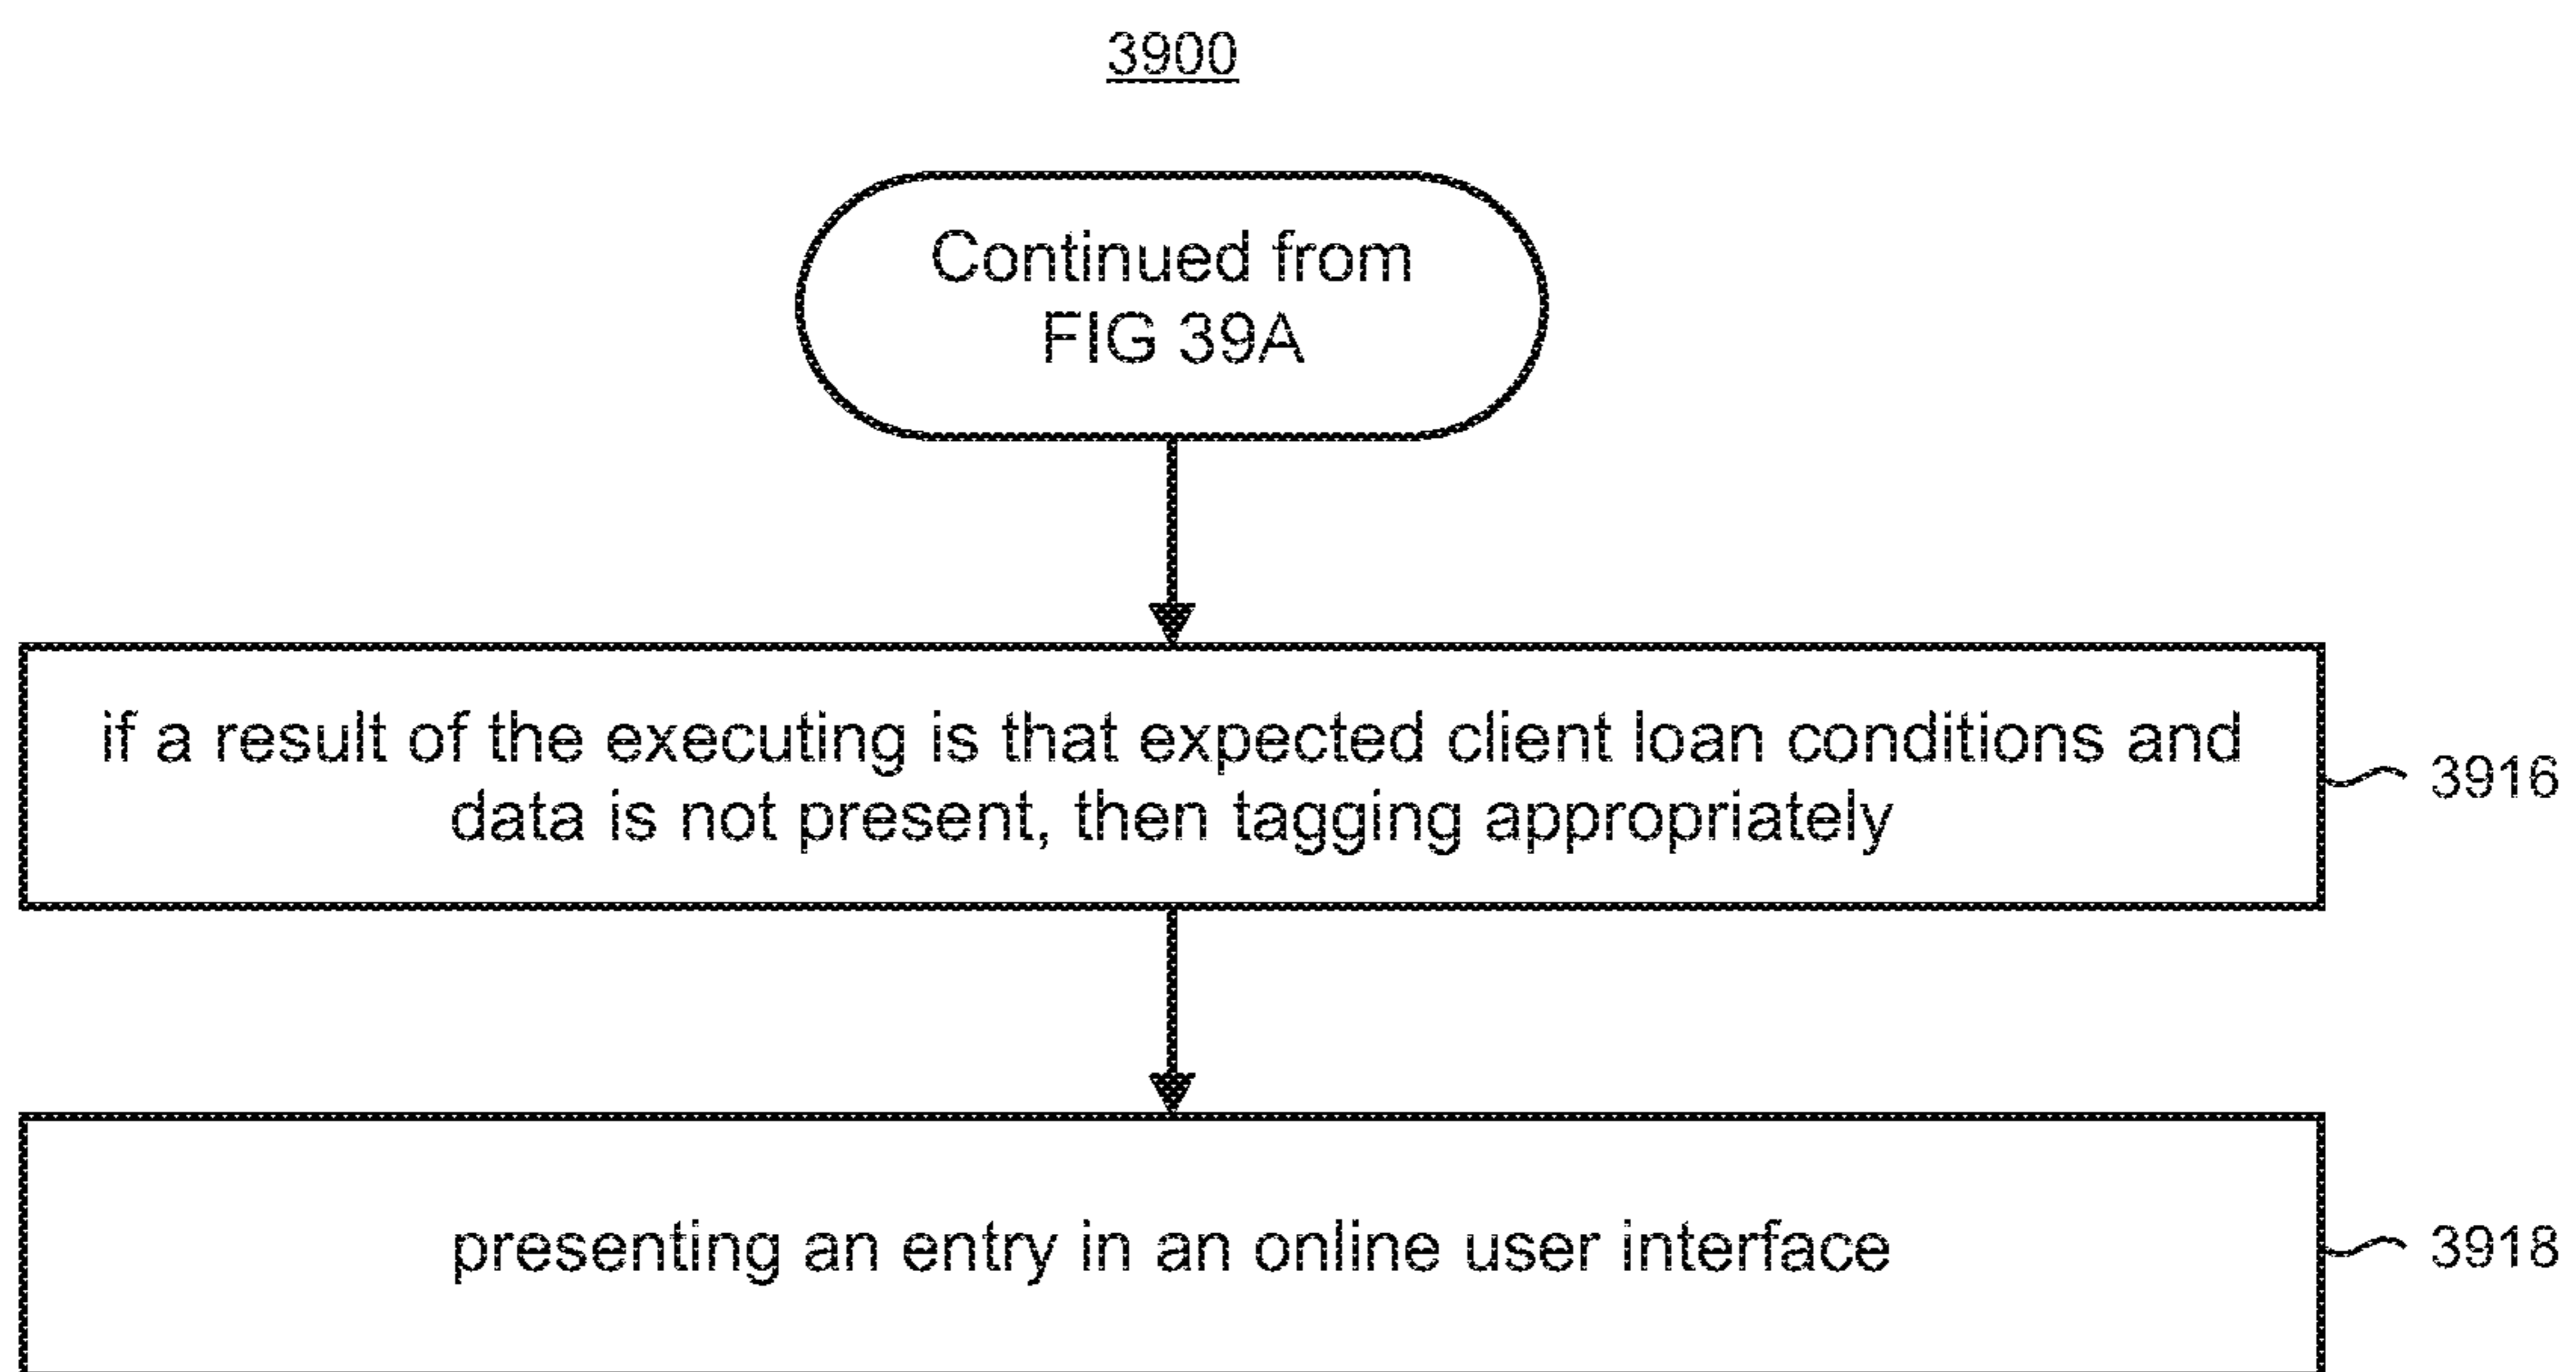 3900
Continued from
FIG 39A
if a result of the executing is that expected client loan conditions and
data is not present, then tagging appropriately
3916
presenting an entry in an online user interface
3918